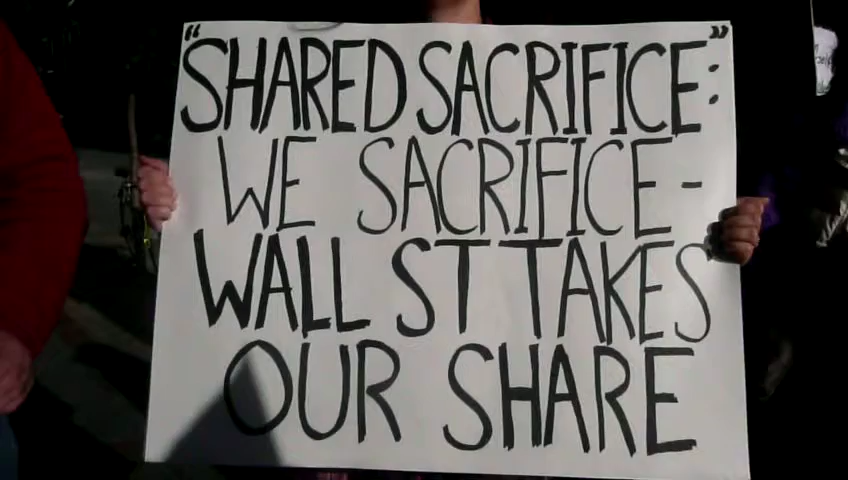 "SHARED SACRIFICE:"
WE SACRIFICE-
WALL ST TAKES
OUR SHARE